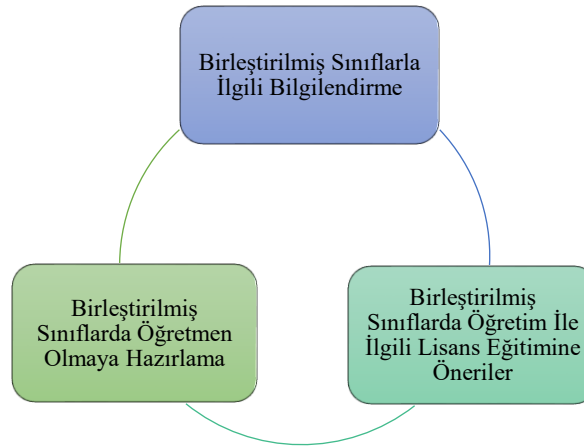 Birleştirilmiş Sınıflarla
İlgili Bilgilendirme
Birleştirilmiş
Sınıflarda Öğretmen
Olmaya Hazırlama
Birleştirilmiş
Sınıflarda Öğretim İle
İlgili Lisans Eğitimine
Öneriler